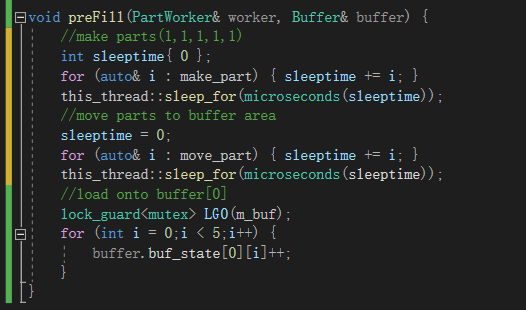 void preFill(PartWorker& worker, Buffer& buffer) {
//make parts(1,1,1,1,1)
int sleeptime{ 0 };
for (auto& i : make_part) { sleeptime += i; }
this_thread::sleep_for(microseconds(sleeptime));
//move parts to buffer area
sleeptime = 0;
for (auto& i : move_part) { sleeptime += i; }
this_thread::sleep_for(microseconds(sleeptime));
//load onto buffer[0]
lock_guard<mutex> LG0(m_buf);
for (int i = 0;i < 5;i++) {
buffer.buf_state[0][i]++;
}
}